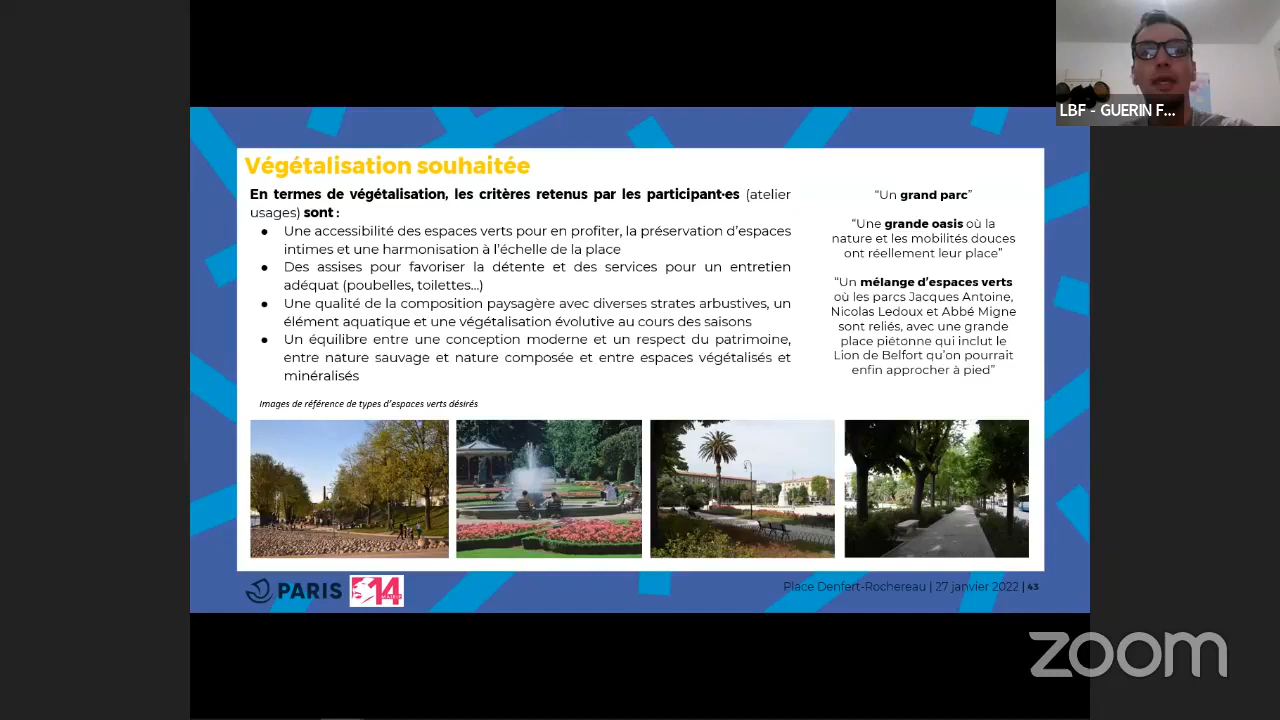 LBF - GUERIN F...
Végétalisation souhaitée
En termes de végétalisation, les critères retenus par les participant·es (atelier
usages) sont :
● Une accessibilité des espaces verts pour en profiter, la préservation d'espaces
intimes et une harmonisation à l'échelle de la place
● Des assises pour favoriser la détente et des services pour un entretien
adéquat (poubelles, toilettes...)
● Une qualité de la composition paysagère avec diverses strates arbustives, un
élément aquatique et une végétalisation évolutive au cours des saisons
● Un équilibre entre une conception moderne et un respect du patrimoine,
entre nature sauvage et nature composée et entre espaces végétalisés et
minéralisés
"Un grand parc"
"Une grande oasis où la
nature et les mobilités douces
ont réellement leur place"
"Un mélange d'espaces verts
où les parcs Jacques Antoine,
Nicolas Ledoux et Abbé Migne
sont reliés, avec une grande
place piétonne qui inclut le
Lion de Belfort qu'on pourrait
enfin approcher à pied"
Images de référence de types d'espaces verts désirés
PARIS
14
MAIRIE
Place Denfert-Rochereau | 27 janvier 2022 | 43
zoom